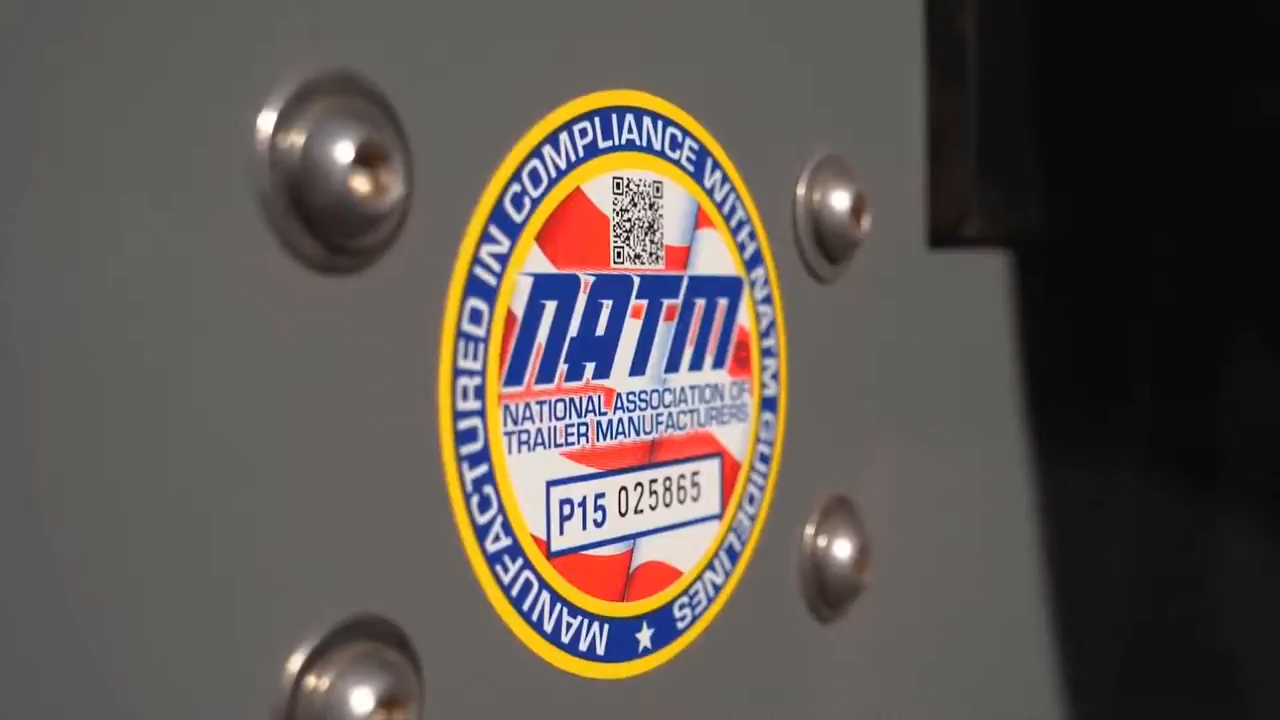 MANUFACTURED IN COMPLIANCE WITH NATM GUIDELINES
NATM
NATIONAL ASSOCIATION OF
TRAILER MANUFACTURERS
P15 025865